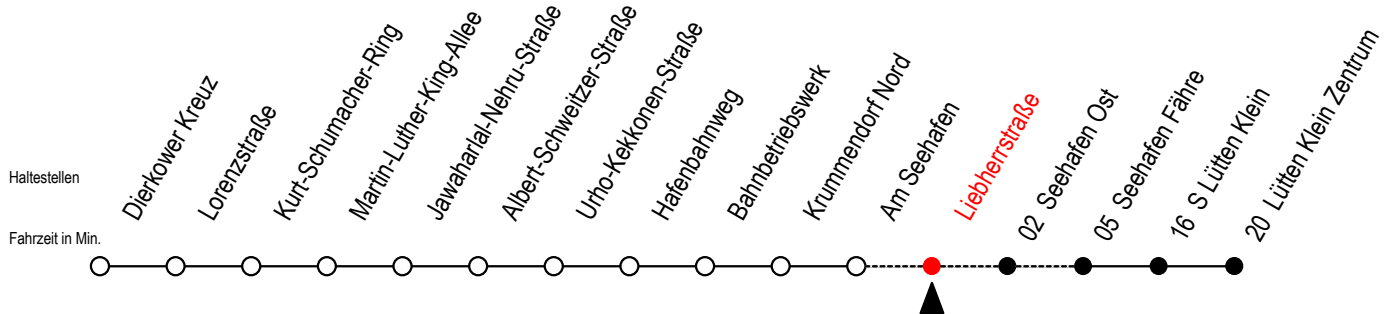 Haltestellen
Fahrzeit in Min.
Dierkower Kreuz
Lorenzstraße
Kurt-Schumacher-Ring
Martin-Luther-King-Allee
Jawaharlal-Nehru-Straße
Albert-Schweitzer-Straße
Urho-Kekkonen-Straße
Hafenbahnweg
Bahnbetriebswerk
Krummendorf Nord
Am Seehafen
Liebherrstraße
02 Seehafen Ost
05 Seehafen Fähre
16 S Lütten Klein
20 Lütten Klein Zentrum